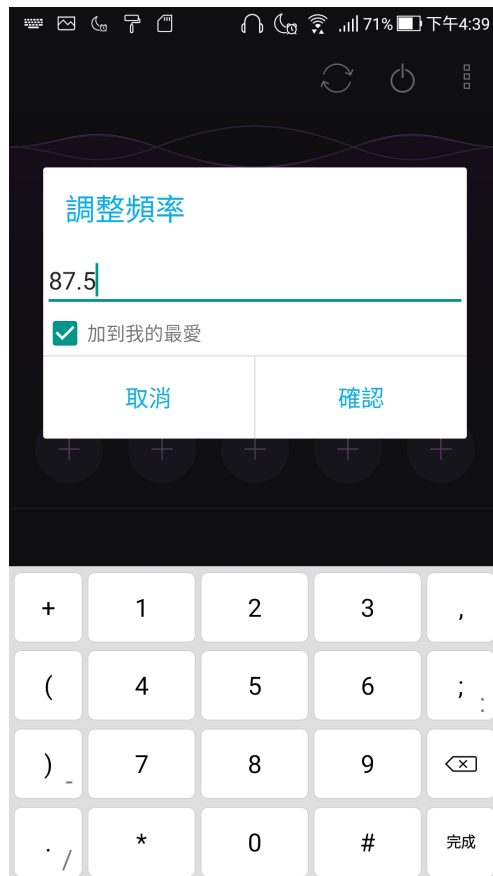 71% 下午4:39
調整頻率
87.5
加到我的最愛
取消 確認
+ 1 2 3 ,
( 4 5 6 ; :
) - 7 8 9
. / * 0 # 完成